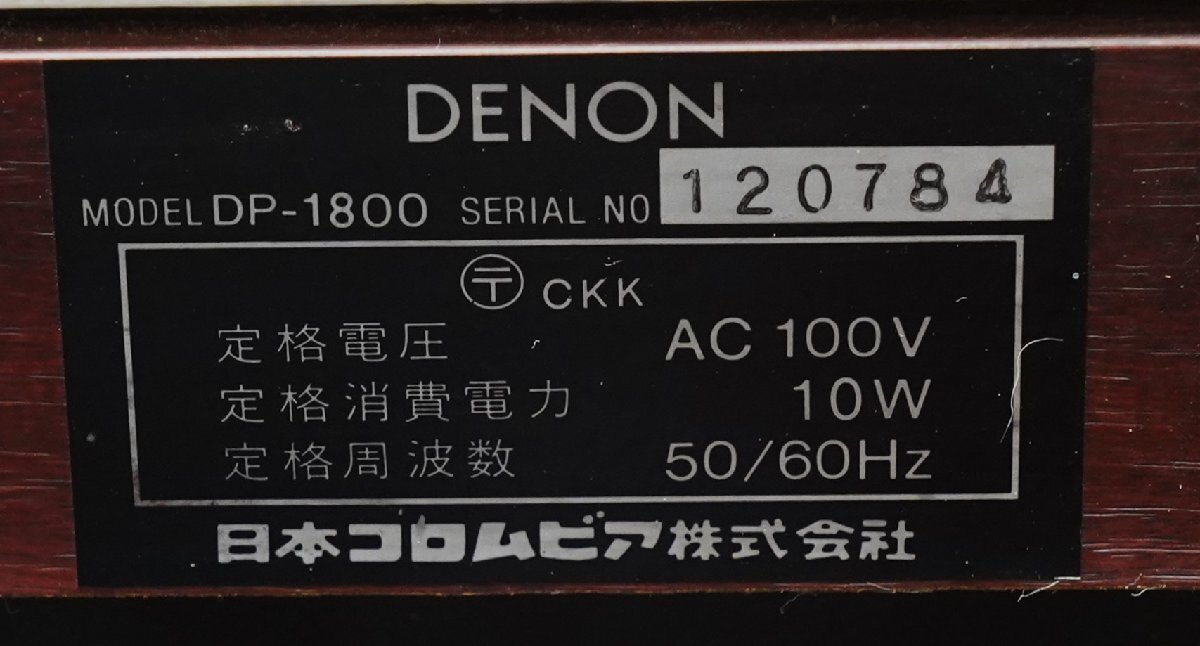 DENON
MODEL DP-1800 SERIAL NO 120784
〶 CKK
定格電圧 AC 100V
定格消費電力 10W
定格周波数 50/60Hz
日本コロムビア株式会社